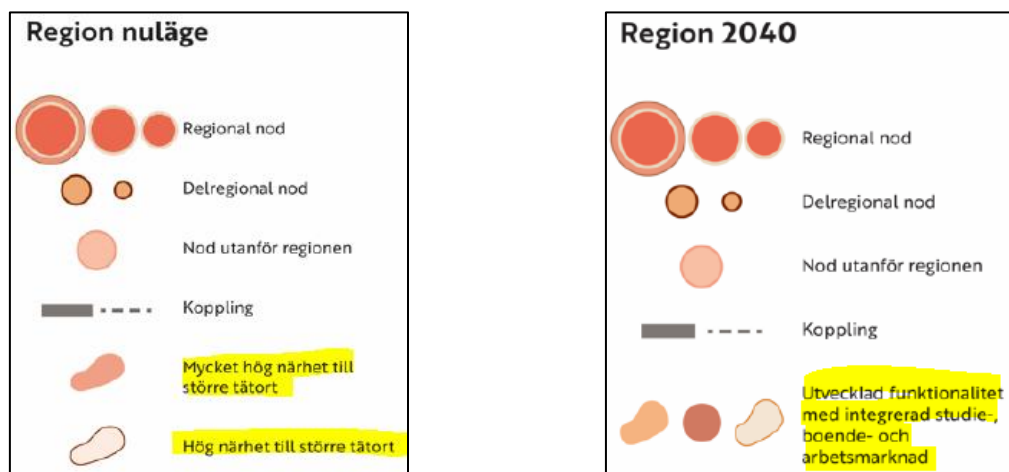 Region nuläge
Regional nod
Delregional nod
Nod utanför regionen
Koppling
Mycket hög närhet till
större tätort
Hög närhet till större tätort
Region 2040
Regional nod
Delregional nod
Nod utanför regionen
Koppling
Utvecklad funktionalitet
med integrerad studie-,
boende- och
arbetsmarknad